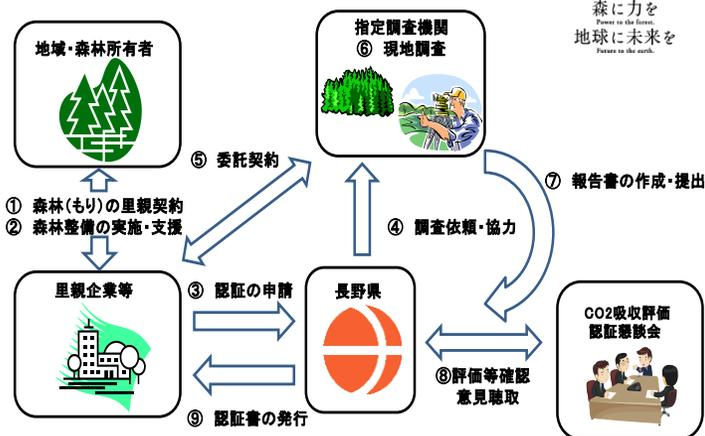 森に力を
Power to the forest.
地球に未来を
Future to the earth.
地域・森林所有者
指定調査機関
⑥ 現地調査
⑤ 委託契約
⑦ 報告書の作成・提出
① 森林(もり)の里親契約
② 森林整備の実施・支援
④ 調査依頼・協力
里親企業等
③ 認証の申請
長野県
CO2吸収評価
認証懇談会
⑧評価等確認
意見聴取
⑨ 認証書の発行